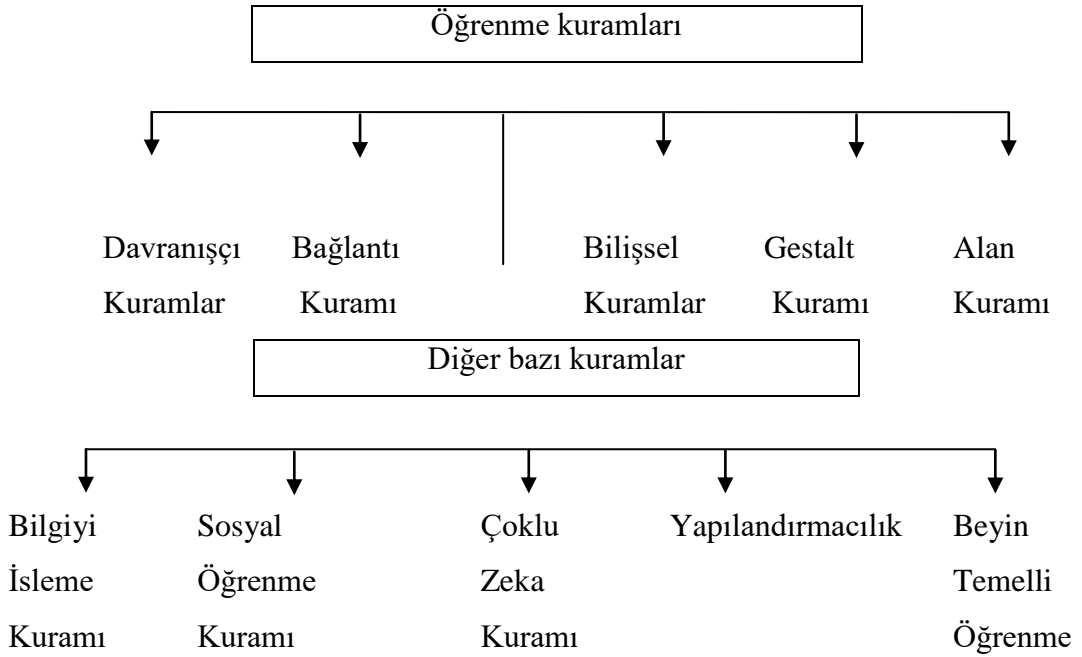 Öğrenme kuramları
Davranışçı Bağlantı Bilişsel Gestalt Alan
Kuramlar Kuramı Kuramlar Kuramı Kuramı
Diğer bazı kuramlar
Bilgiyi Sosyal Çoklu Yapılandırmacılık Beyin
İsleme Öğrenme Zeka Temelli
Kuramı Kuramı Kuramı Öğrenme